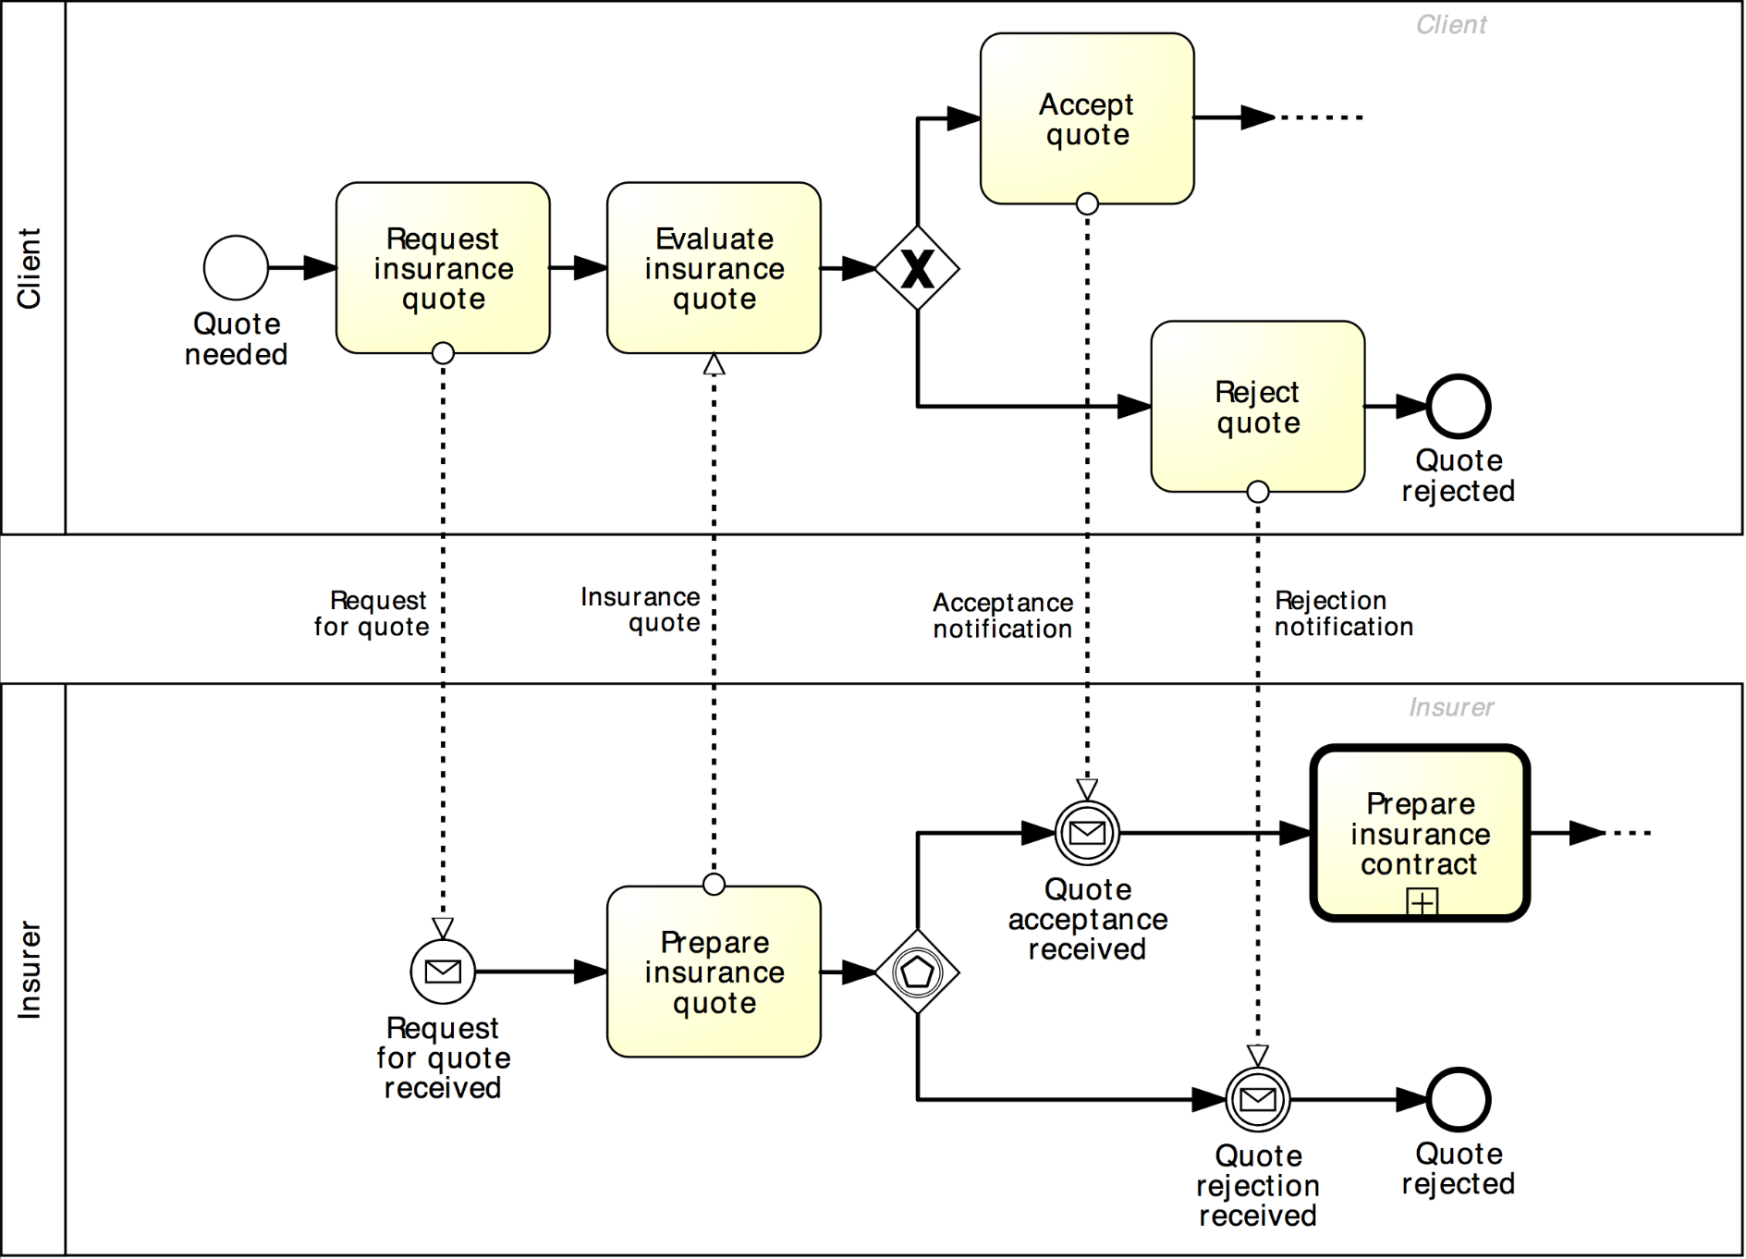 Client
Client
Accept
quote
Request
insurance
quote
Evaluate
insurance
quote
X
Quote
needed
Reject
quote
Quote
rejected
Request
for quote
Insurance
quote
Acceptance
notification
Rejection
notification
Insurer
Insurer
Prepare
insurance
contract
Quote
acceptance
received
Prepare
insurance
quote
Request
for quote
received
Quote
rejection
received
Quote
rejected